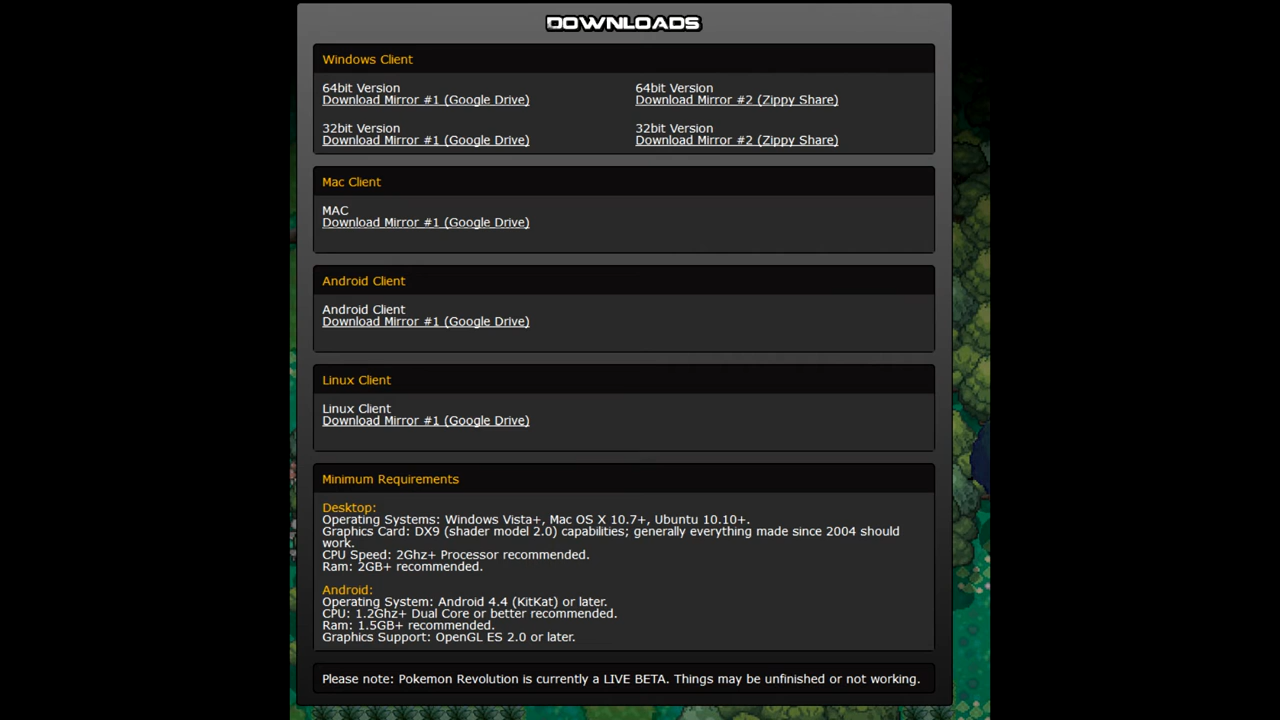 DOWNLOADS
Windows Client
64bit Version
Download Mirror #1 (Google Drive)
64bit Version
Download Mirror #2 (Zippy Share)
32bit Version
Download Mirror #1 (Google Drive)
32bit Version
Download Mirror #2 (Zippy Share)
Mac Client
MAC
Download Mirror #1 (Google Drive)
Android Client
Android Client
Download Mirror #1 (Google Drive)
Linux Client
Linux Client
Download Mirror #1 (Google Drive)
Minimum Requirements
Desktop:
Operating Systems: Windows Vista+, Mac OS X 10.7+, Ubuntu 10.10+.
Graphics Card: DX9 (shader model 2.0) capabilities; generally everything made since 2004 should
work.
CPU Speed: 2Ghz+ Processor recommended.
Ram: 2GB+ recommended.
Android:
Operating System: Android 4.4 (KitKat) or later.
CPU: 1.2Ghz+ Dual Core or better recommended.
Ram: 1.5GB+ recommended.
Graphics Support: OpenGL ES 2.0 or later.
Please note: Pokemon Revolution is currently a LIVE BETA. Things may be unfinished or not working.